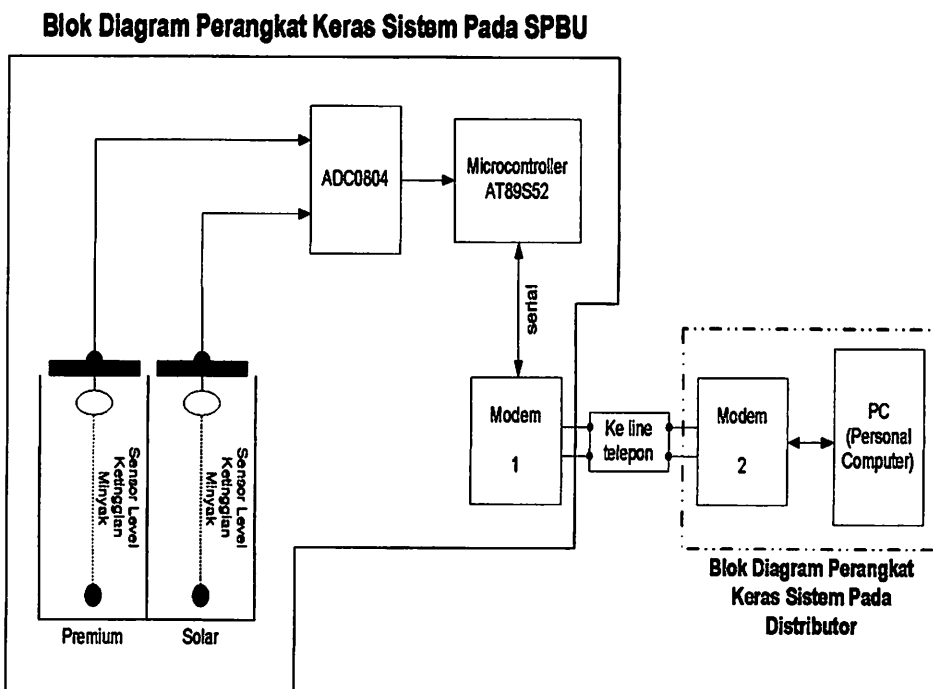 Blok Diagram Perangkat Keras Sistem Pada SPBU
ADC0804
Microcontroller
AT89S52
serial
Sensor Level
Ketinggian
Minyak
Sensor Level
Ketinggian
Minyak
Premium
Solar
Modem
1
Ke line
telepon
Modem
2
PC
(Personal
Computer)
Blok Diagram Perangkat
Keras Sistem Pada
Distributor